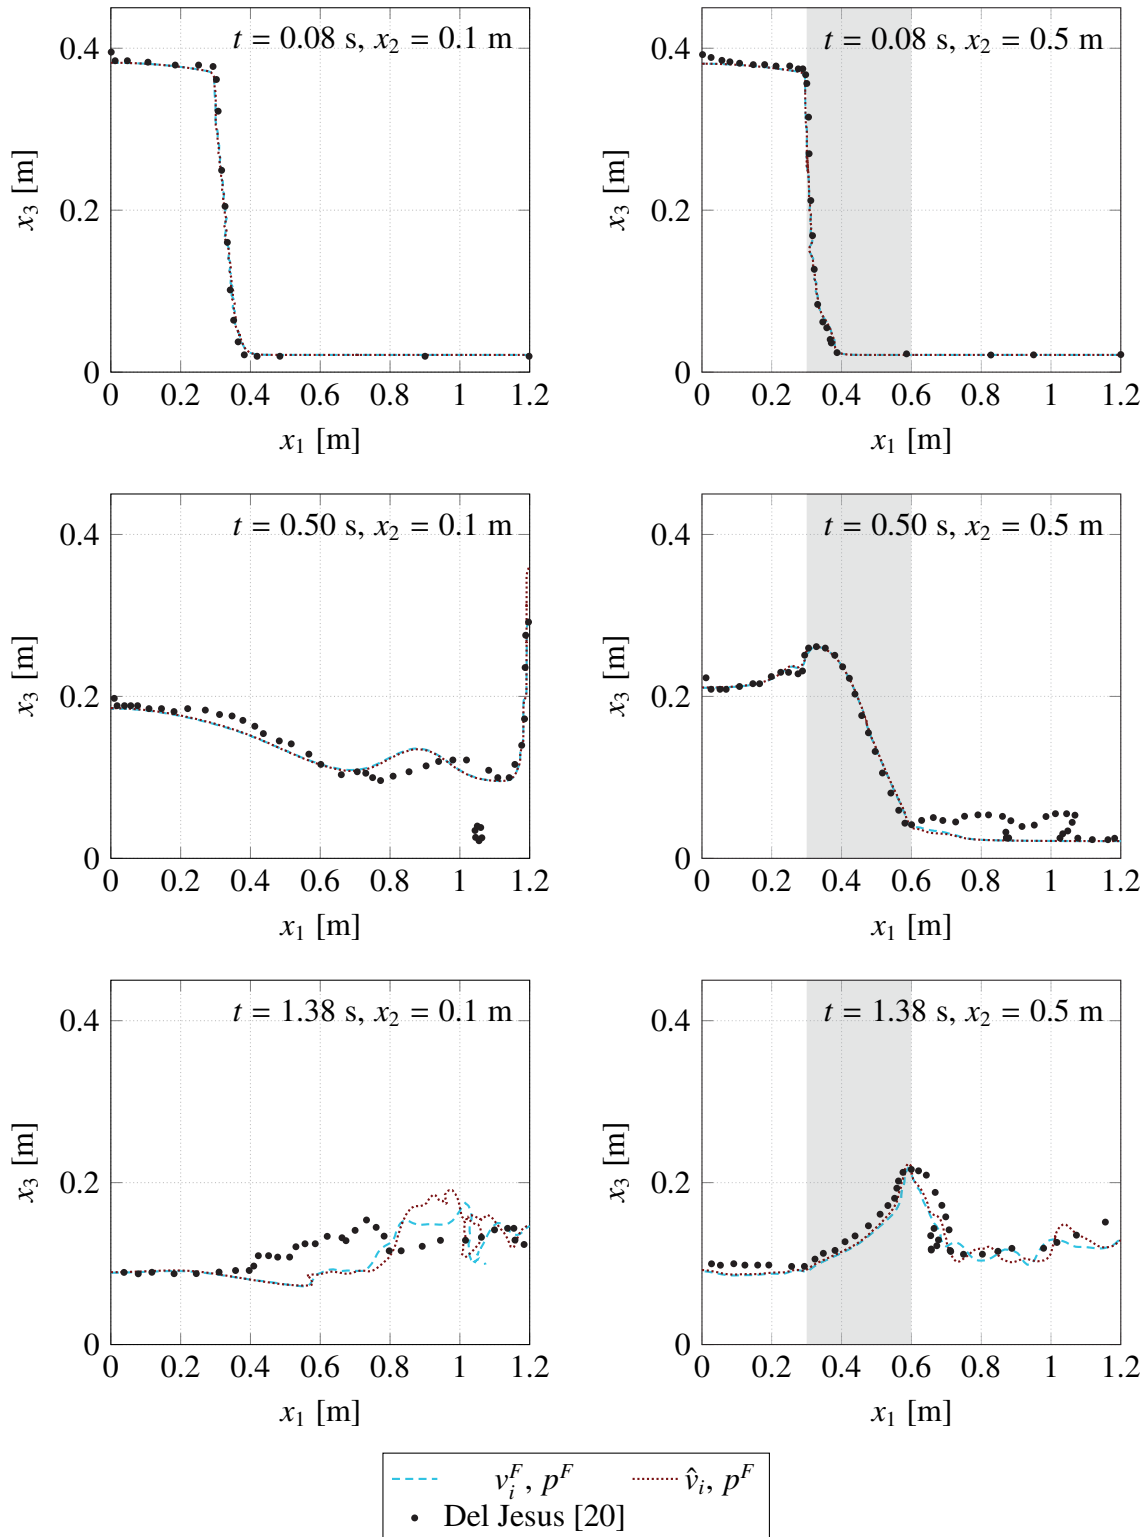 t = 0.08 s, x₂ = 0.1 m
0.4
0.2
0
x₃ [m]
0 0.2 0.4 0.6 0.8 1 1.2
x₁ [m]
t = 0.08 s, x₂ = 0.5 m
0.4
0.2
0
x₃ [m]
0 0.2 0.4 0.6 0.8 1 1.2
x₁ [m]
t = 0.50 s, x₂ = 0.1 m
0.4
0.2
0
x₃ [m]
0 0.2 0.4 0.6 0.8 1 1.2
x₁ [m]
t = 0.50 s, x₂ = 0.5 m
0.4
0.2
0
x₃ [m]
0 0.2 0.4 0.6 0.8 1 1.2
x₁ [m]
t = 1.38 s, x₂ = 0.1 m
0.4
0.2
0
x₃ [m]
0 0.2 0.4 0.6 0.8 1 1.2
x₁ [m]
t = 1.38 s, x₂ = 0.5 m
0.4
0.2
0
x₃ [m]
0 0.2 0.4 0.6 0.8 1 1.2
x₁ [m]
vᵢᶠ, pᶠ v̂ᵢ, pᶠ
Del Jesus [20]